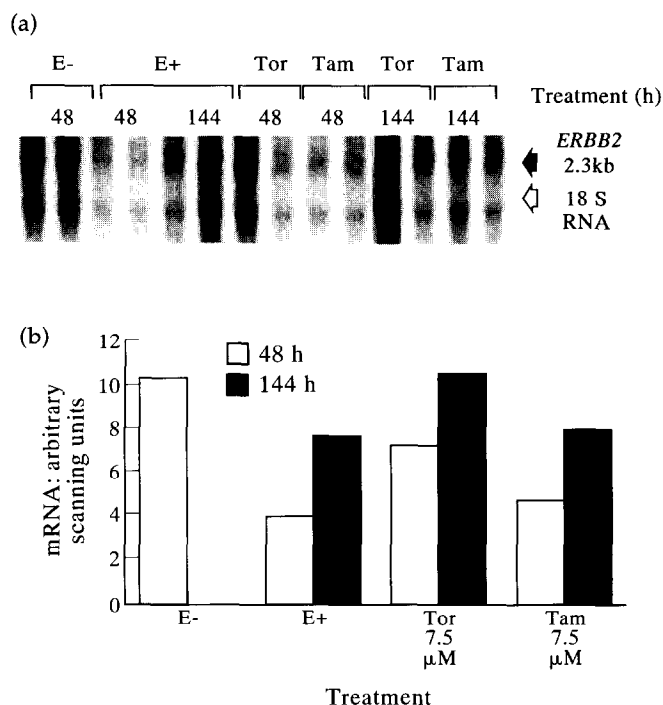 (a)
E- E+ Tor Tam Tor Tam
48 48 144 48 48 144 144
Treatment (h)
ERBB2
2.3kb
18 S
RNA
(b)
mRNA: arbitrary
scanning units
12
10
8
6
4
2
0
48 h
144 h
E- E+ Tor Tam
7.5 7.5
μM μM
Treatment